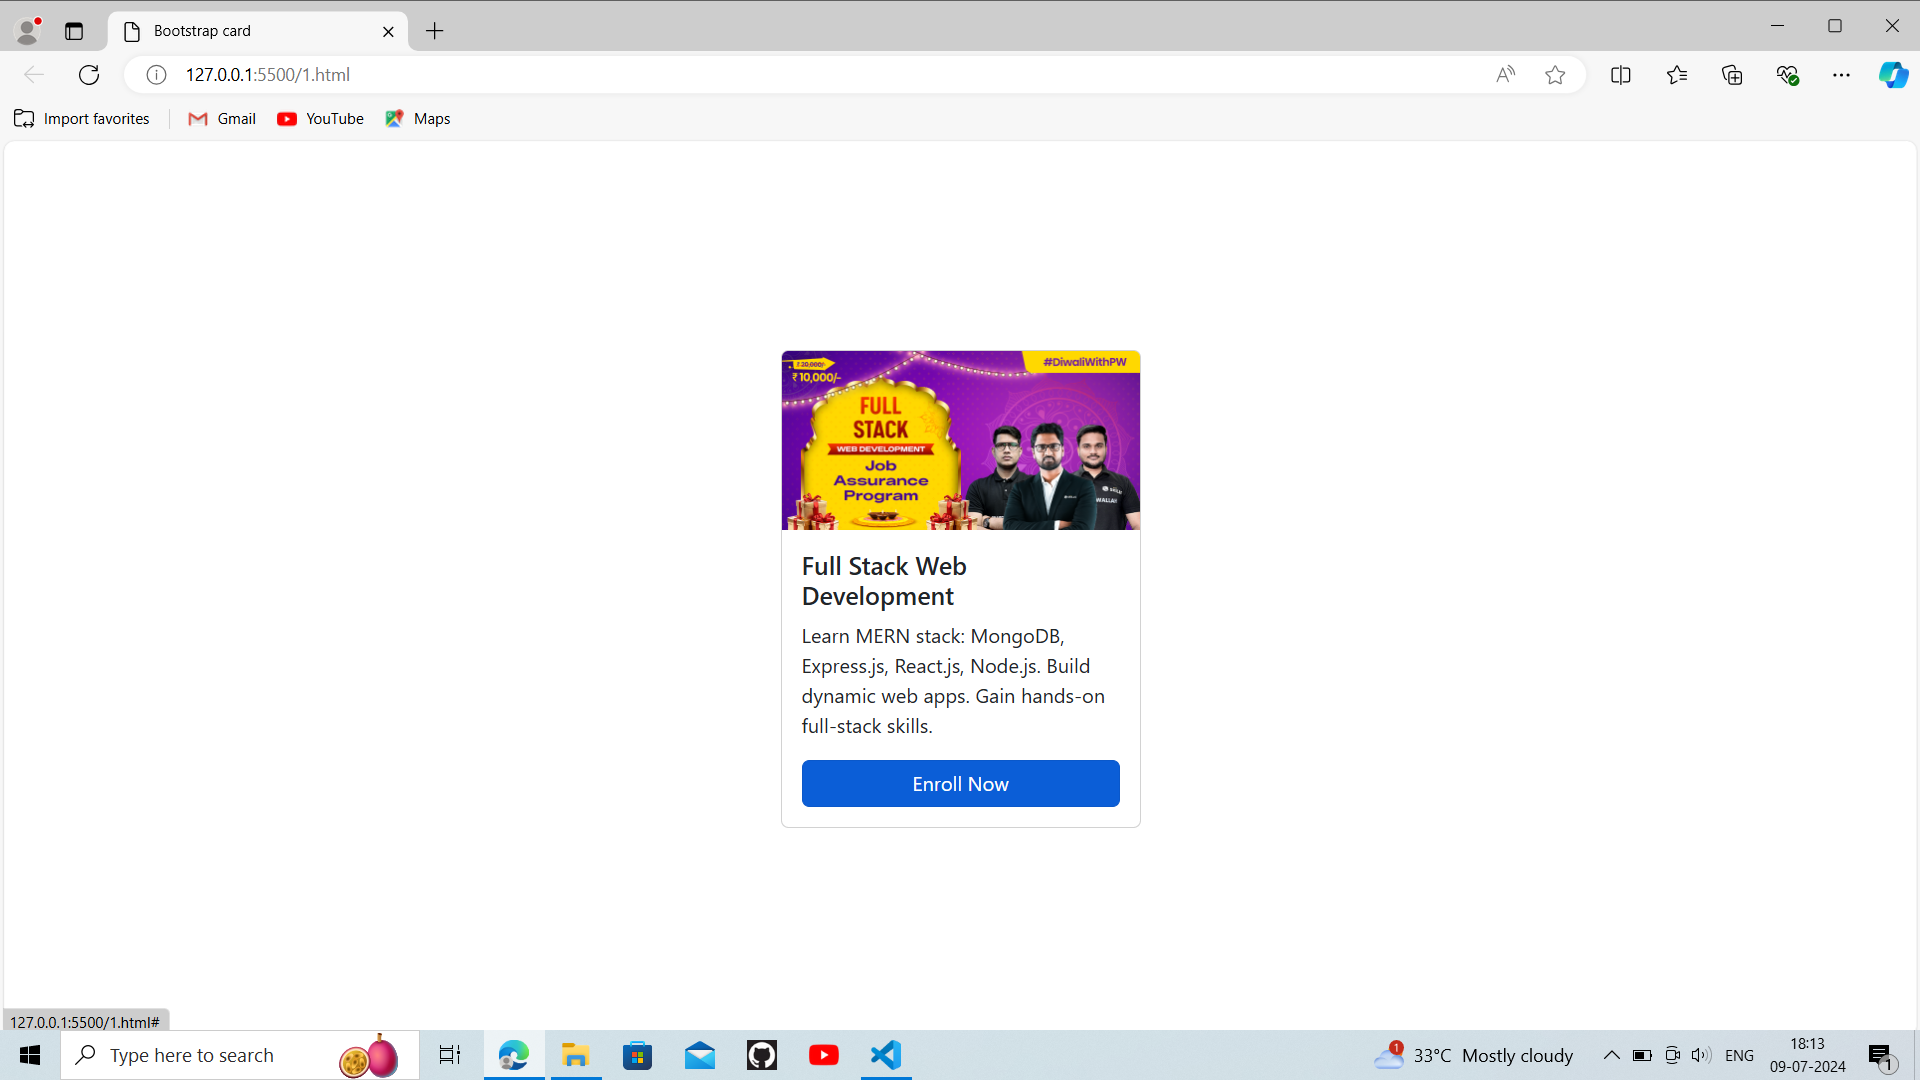 Bootstrap card
127.0.0.1:5500/1.html
Import favorites
Gmail
YouTube
Maps
₹ 20,000/-
₹ 10,000/-
#DiwaliWithPW
FULL
STACK
WEB DEVELOPMENT
Job
Assurance
Program
WALLAH
Full Stack Web
Development
Learn MERN stack: MongoDB,
Express.js, React.js, Node.js. Build
dynamic web apps. Gain hands-on
full-stack skills.
Enroll Now
127.0.0.1:5500/1.html#
Type here to search
1
33°C Mostly cloudy
ENG
18:13
09-07-2024
1